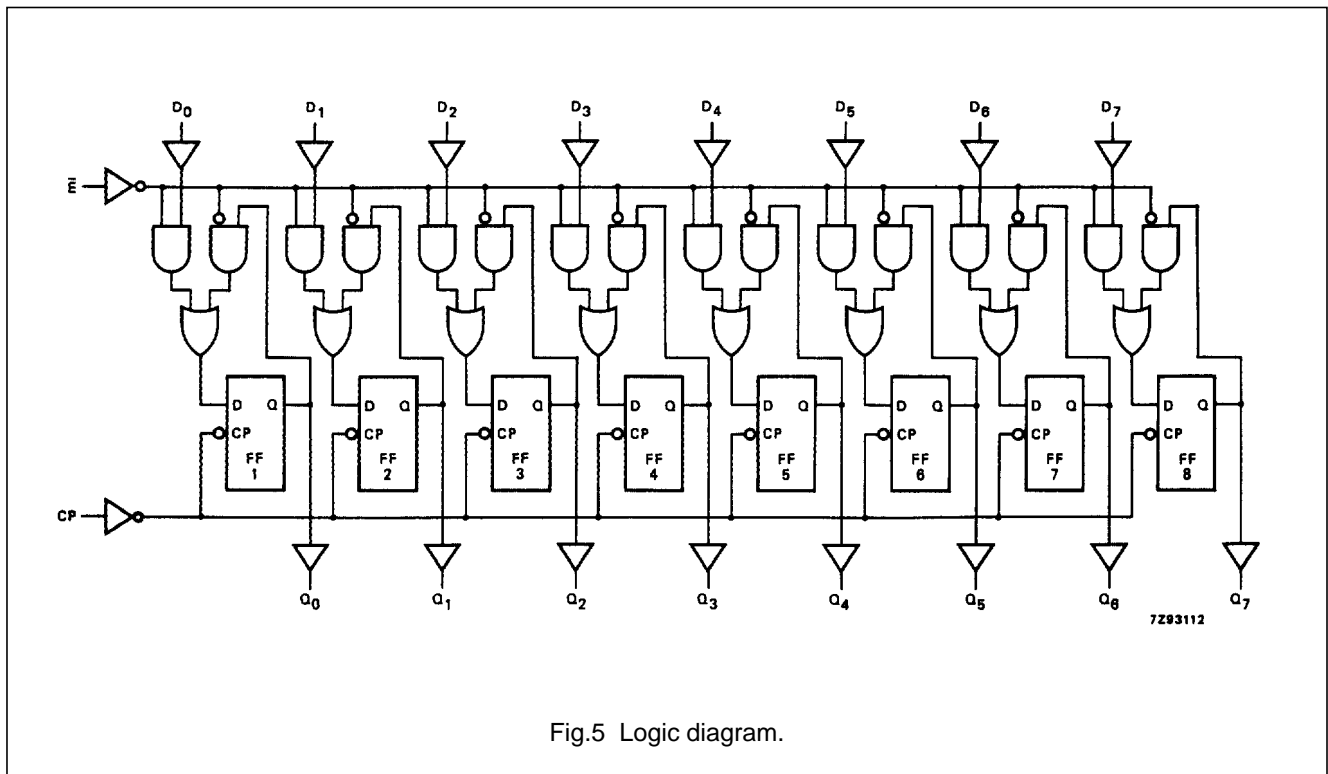 D0 D1 D2 D3 D4 D5 D6 D7
E̅
D Q D Q D Q D Q D Q D Q D Q D Q
CP CP CP CP CP CP CP CP
FF FF FF FF FF FF FF FF
1 2 3 4 5 6 7 8
CP
Q0 Q1 Q2 Q3 Q4 Q5 Q6 Q7
7Z93112
Fig.5 Logic diagram.